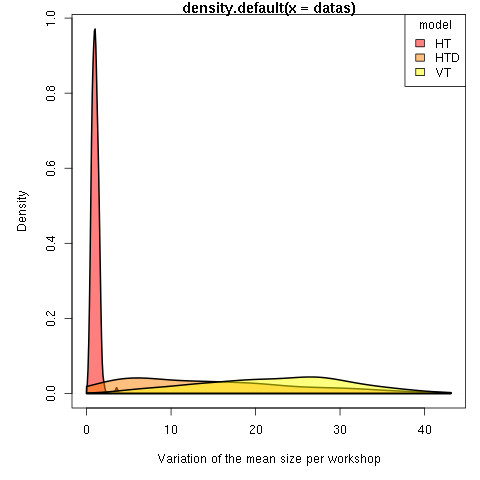 density.default(x = datas)
model
HT
HTD
VT
Density
1.0
0.8
0.6
0.4
0.2
0.0
0 10 20 30 40
Variation of the mean size per workshop